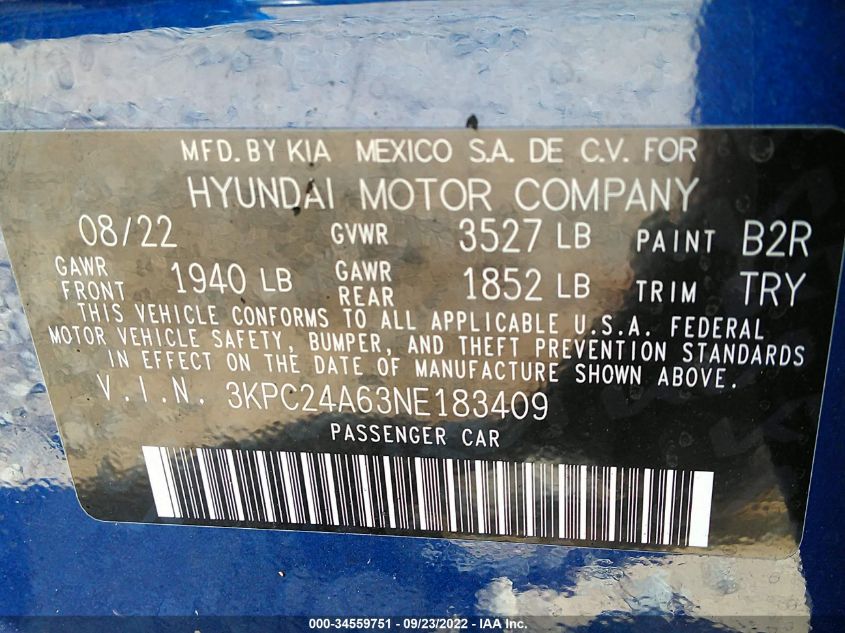 MFD. BY KIA MEXICO S.A. DE C.V. FOR
HYUNDAI MOTOR COMPANY
08/22 GVWR 3527 LB PAINT B2R
GAWR FRONT 1940 LB GAWR REAR 1852 LB TRIM TRY
THIS VEHICLE CONFORMS TO ALL APPLICABLE U.S.A. FEDERAL
MOTOR VEHICLE SAFETY, BUMPER, AND THEFT PREVENTION STANDARDS
IN EFFECT ON THE DATE OF MANUFACTURE SHOWN ABOVE.
V.I.N. 3KPC24A63NE183409
PASSENGER CAR
000-34559751 - 09/23/2022 - IAA Inc.